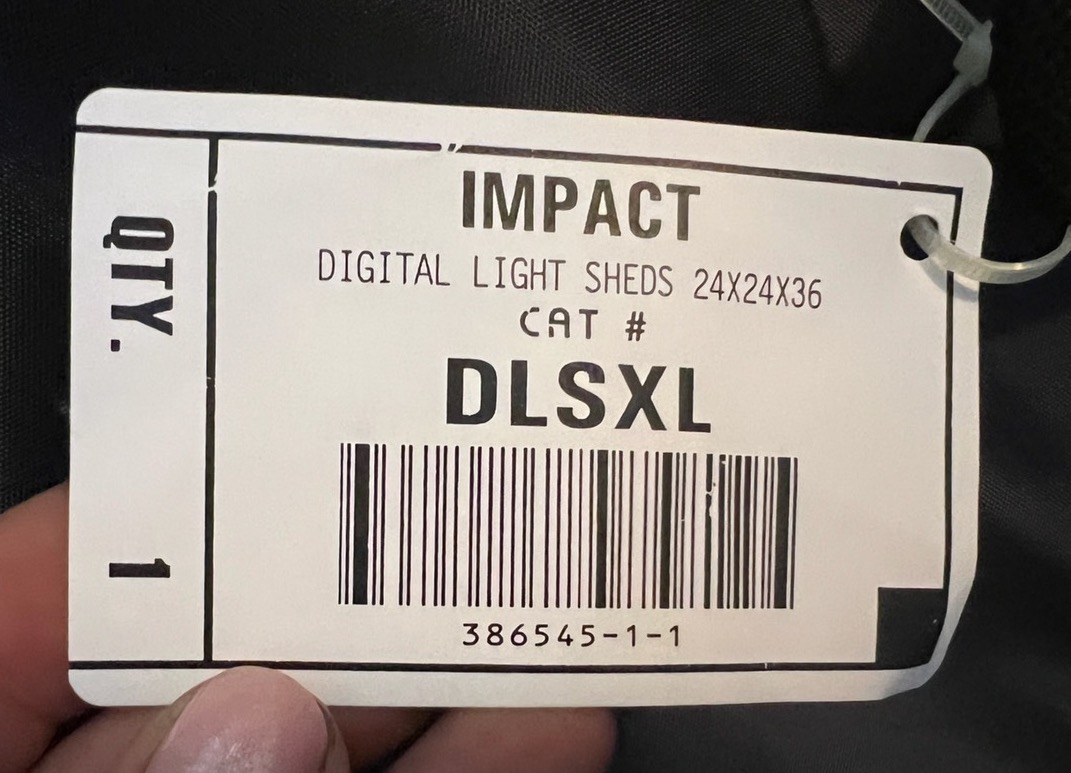 IMPACT
DIGITAL LIGHT SHEDS 24X24X36
CAT #
DLSXL
386545-1-1
QTY. 1